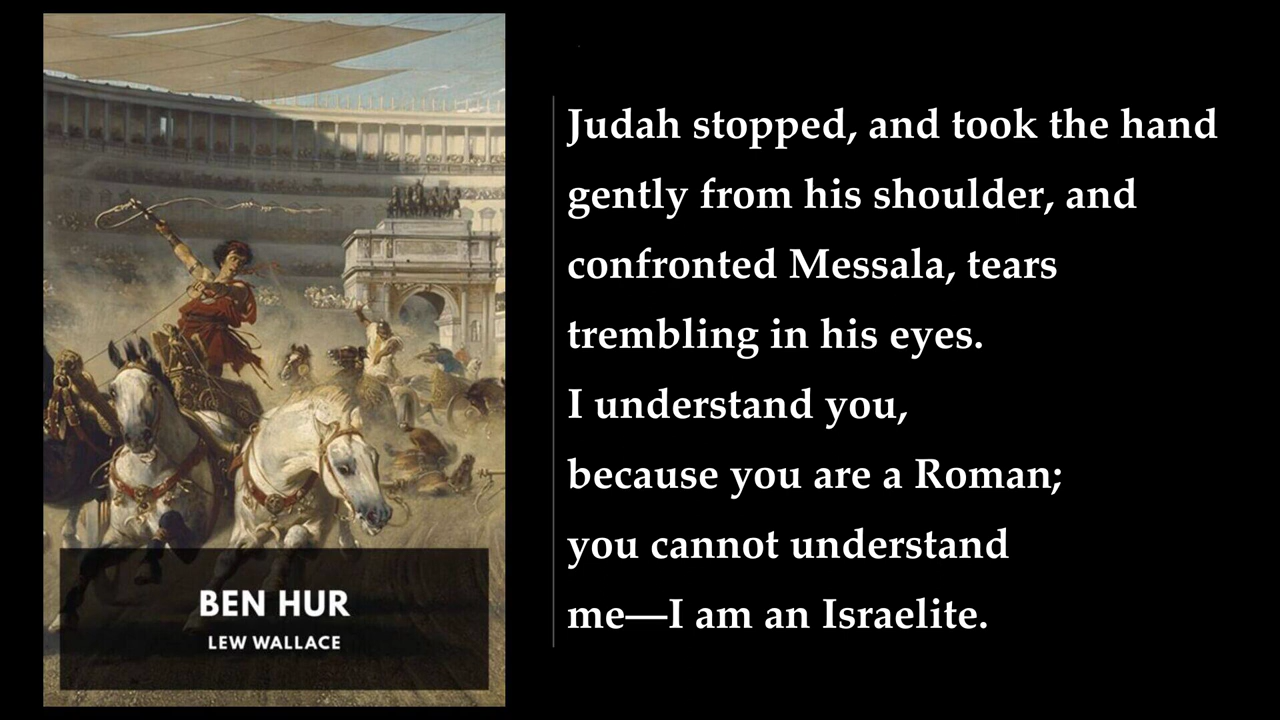 BEN HUR
LEW WALLACE
Judah stopped, and took the hand
gently from his shoulder, and
confronted Messala, tears
trembling in his eyes.
I understand you,
because you are a Roman;
you cannot understand
me—I am an Israelite.